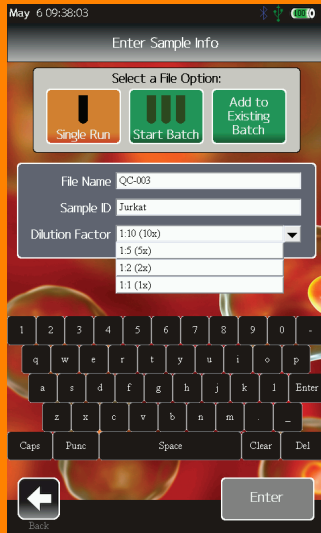 May 6 09:38:03 100
Enter Sample Info
Select a File Option:
Single Run
Start Batch
Add to
Existing
Batch
File Name QC-003
Sample ID Jurkat
Dilution Factor 1:10 (10x)
1:5 (5x)
1:2 (2x)
1:1 (1x)
1 2 3 4 5 6 7 8 9 0 -
q w e r t y u i o p
a s d f g h j k l Enter
z x c v b n m . _
Caps Punc Space Clear Del
Back
Enter